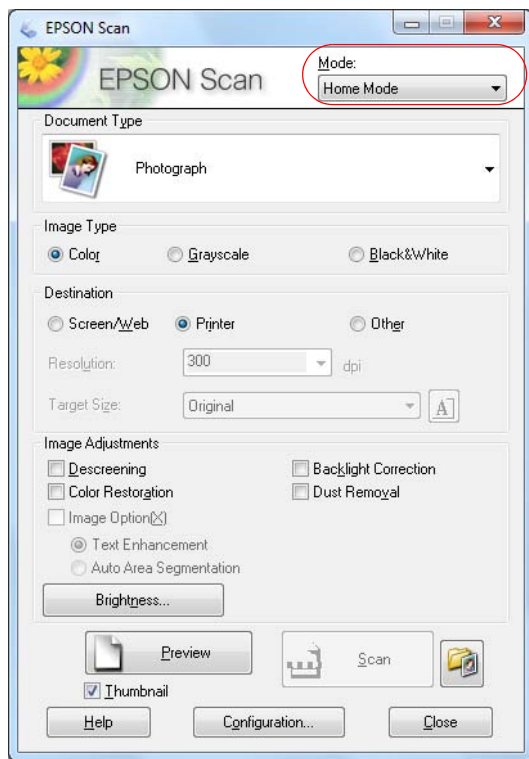 EPSON Scan
EPSON Scan
Mode:
Home Mode
Document Type
Photograph
Image Type
Color Grayscale Black&White
Destination
Screen/Web Printer Other
Resolution: 300 dpi
Target Size: Original A
Image Adjustments
Descreening Backlight Correction
Color Restoration Dust Removal
Image Option(X)
Text Enhancement
Auto Area Segmentation
Brightness...
Preview Scan
Thumbnail
Help Configuration... Close